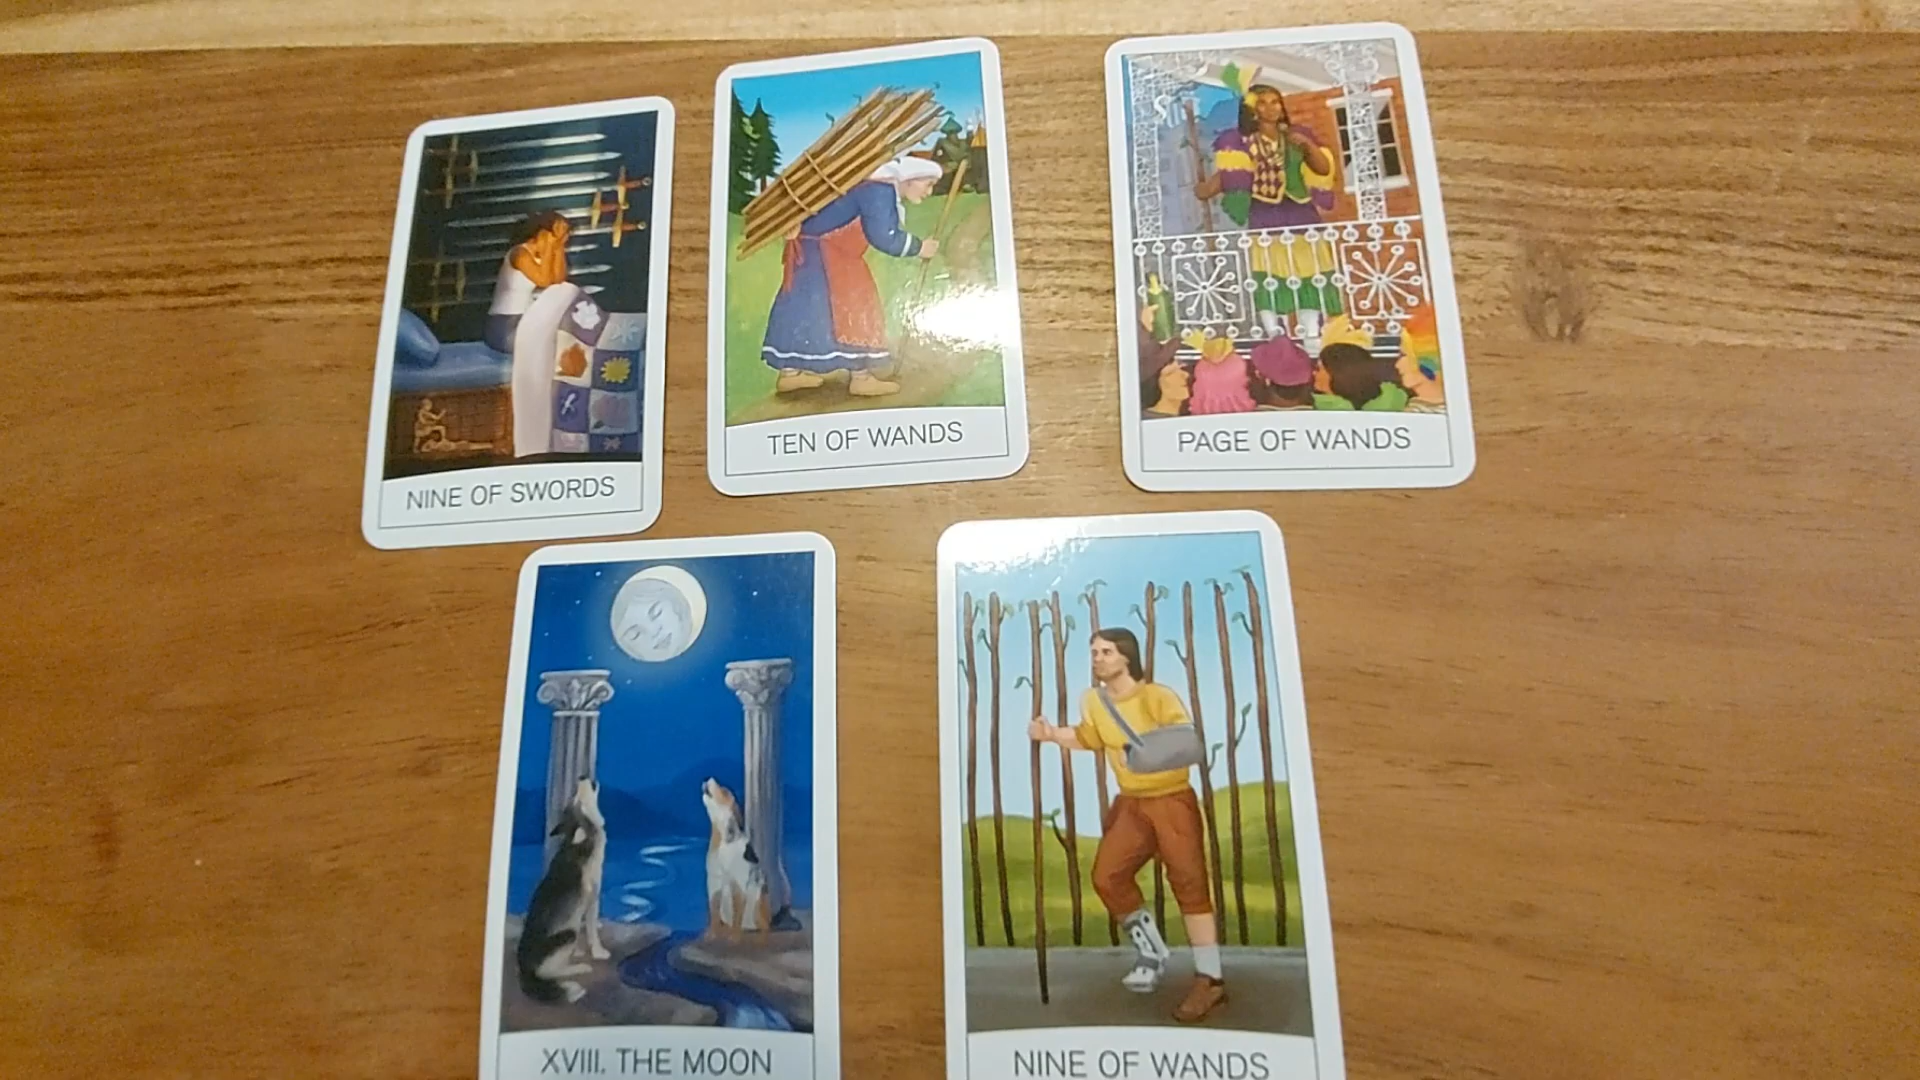 NINE OF SWORDS
TEN OF WANDS
PAGE OF WANDS
XVIII. THE MOON
NINE OF WANDS